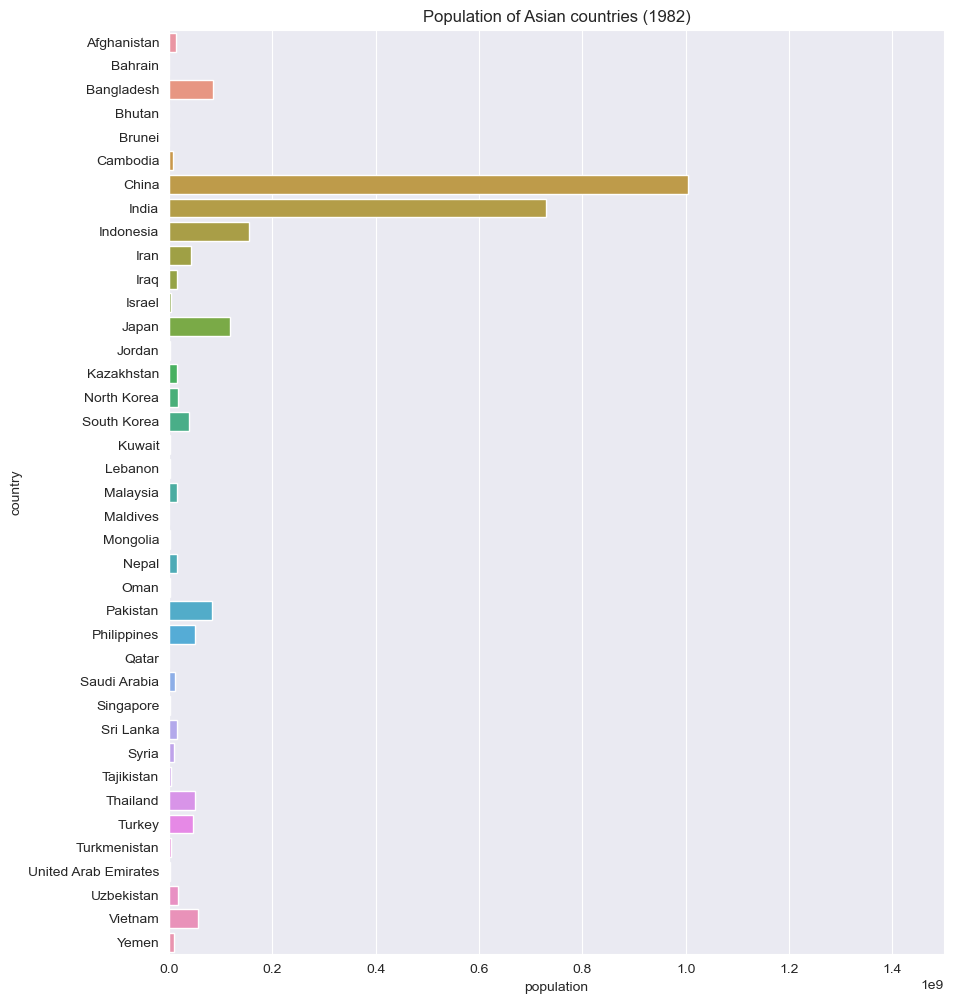 Population of Asian countries (1982)
country
Afghanistan
Bahrain
Bangladesh
Bhutan
Brunei
Cambodia
China
India
Indonesia
Iran
Iraq
Israel
Japan
Jordan
Kazakhstan
North Korea
South Korea
Kuwait
Lebanon
Malaysia
Maldives
Mongolia
Nepal
Oman
Pakistan
Philippines
Qatar
Saudi Arabia
Singapore
Sri Lanka
Syria
Tajikistan
Thailand
Turkey
Turkmenistan
United Arab Emirates
Uzbekistan
Vietnam
Yemen
0.0 0.2 0.4 0.6 0.8 1.0 1.2 1.4
1e9
population